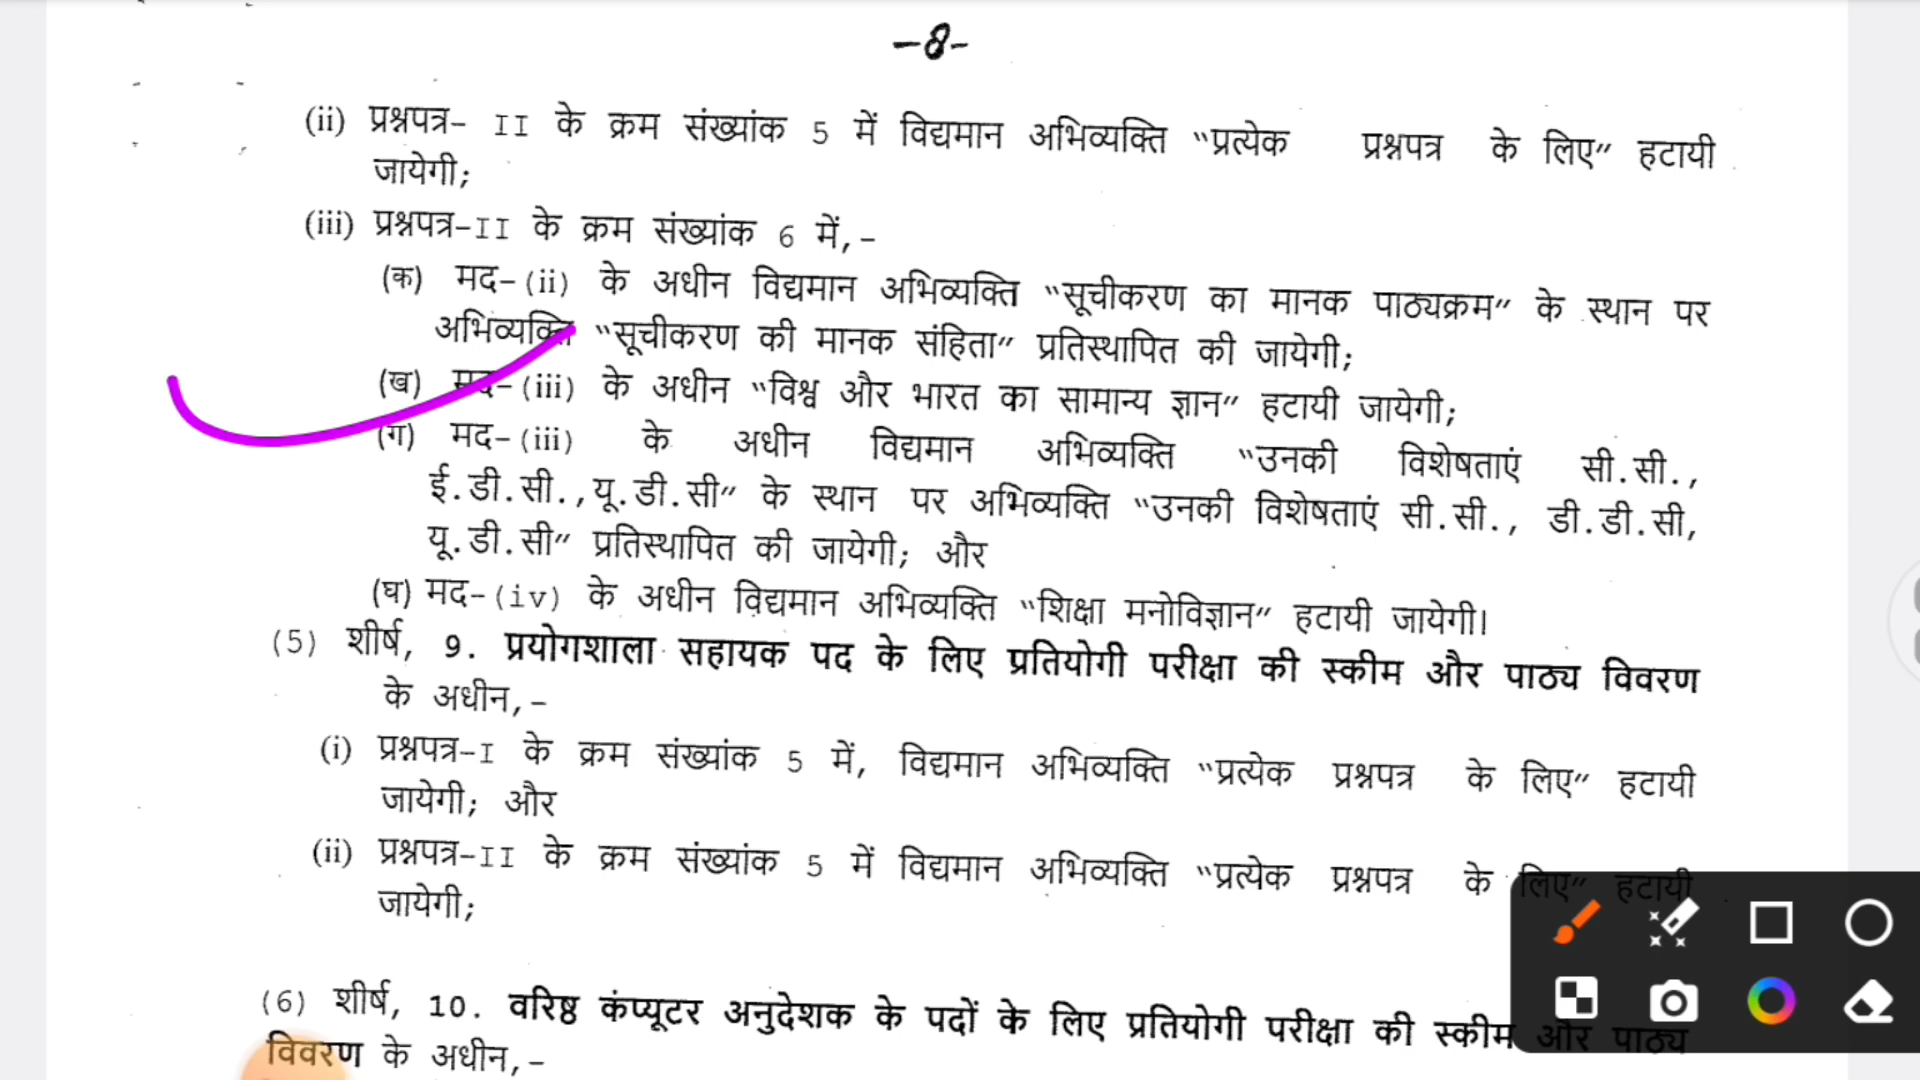 -8-
(ii) प्रश्नपत्र- II के क्रम संख्यांक 5 में विद्यमान अभिव्यक्ति "प्रत्येक प्रश्नपत्र के लिए" हटायी
जायेगी;
(iii) प्रश्नपत्र-II के क्रम संख्यांक 6 में,-
(क) मद-(ii) के अधीन विद्यमान अभिव्यक्ति "सूचीकरण का मानक पाठ्यक्रम" के स्थान पर
अभिव्यक्ति "सूचीकरण की मानक संहिता" प्रतिस्थापित की जायेगी;
(ख) मद-(iii) के अधीन "विश्व और भारत का सामान्य ज्ञान" हटायी जायेगी;
(ग) मद-(iii) के अधीन विद्यमान अभिव्यक्ति "उनकी विशेषताएं सी.सी.,
ई.डी.सी.,यू.डी.सी" के स्थान पर अभिव्यक्ति "उनकी विशेषताएं सी.सी., डी.डी.सी,
यू.डी.सी" प्रतिस्थापित की जायेगी; और
(घ) मद-(iv) के अधीन विद्यमान अभिव्यक्ति "शिक्षा मनोविज्ञान" हटायी जायेगी।
(5) शीर्ष, 9. प्रयोगशाला सहायक पद के लिए प्रतियोगी परीक्षा की स्कीम और पाठ्य विवरण
के अधीन,-
(i) प्रश्नपत्र-I के क्रम संख्यांक 5 में, विद्यमान अभिव्यक्ति "प्रत्येक प्रश्नपत्र के लिए" हटायी
जायेगी; और
(ii) प्रश्नपत्र-II के क्रम संख्यांक 5 में विद्यमान अभिव्यक्ति "प्रत्येक प्रश्नपत्र के लिए" हटायी
जायेगी;
(6) शीर्ष, 10. वरिष्ठ कंप्यूटर अनुदेशक के पदों के लिए प्रतियोगी परीक्षा की स्कीम और पाठ्य
विवरण के अधीन,-